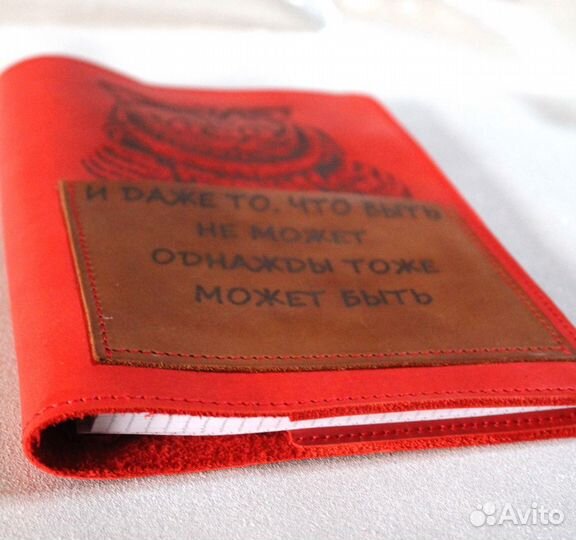 И ДАЖЕ ТО, ЧТО БЫТЬ
НЕ МОЖЕТ
ОДНАЖДЫ ТОЖЕ
МОЖЕТ БЫТЬ
Avito